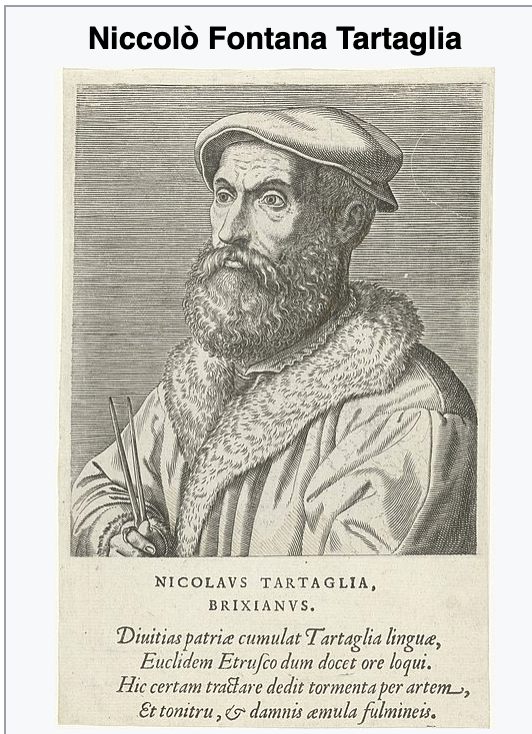 Niccolò Fontana Tartaglia
NICOLAVS TARTAGLIA,
BRIXIANVS.
Diuitias patriæ cumulat Tartaglia linguæ,
Euclidem Etruſco dum docet ore loqui.
Hic certam tractare dedit tormenta per artem,
Et tonitru, & damnis æmula fulmineis.